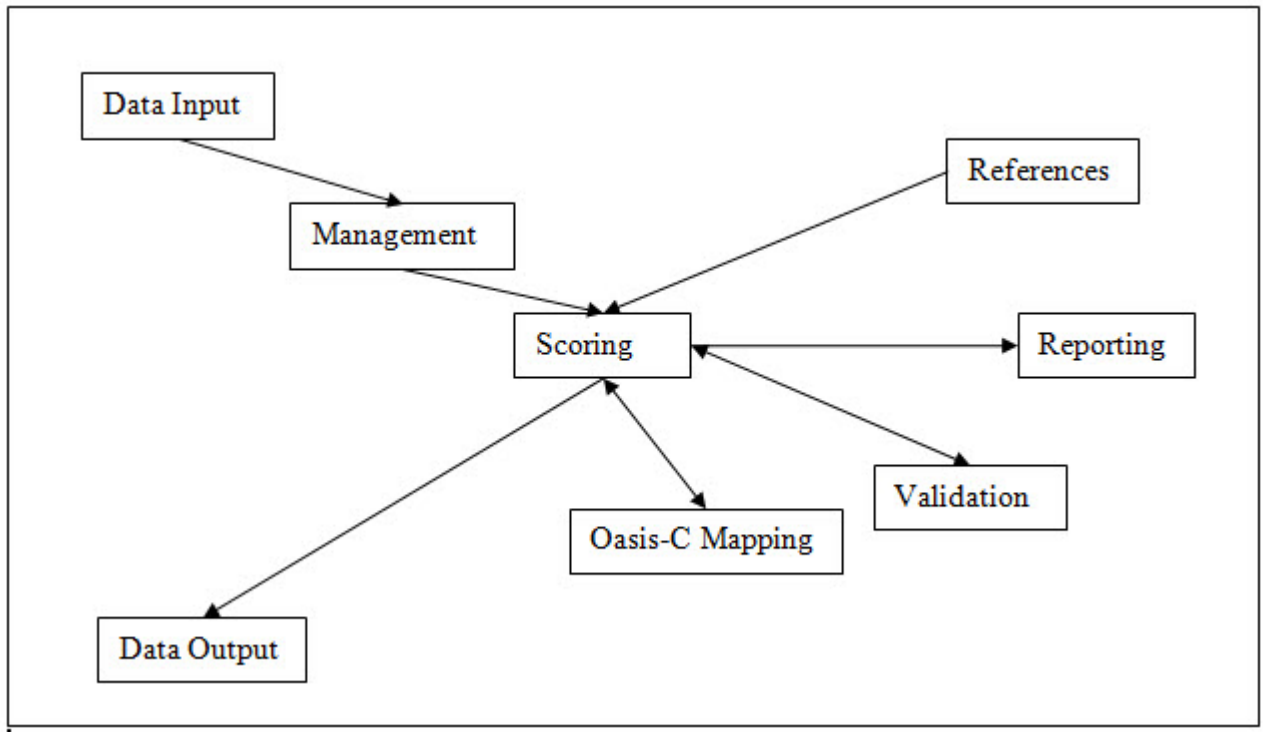 Data Input
References
Management
Scoring
Reporting
Validation
Oasis-C Mapping
Data Output